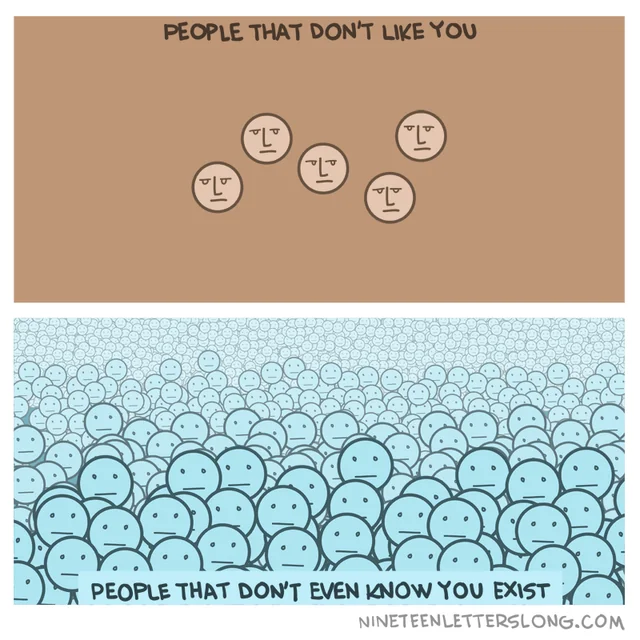 PEOPLE THAT DON'T LIKE YOU
PEOPLE THAT DON'T EVEN KNOW YOU EXIST
NINETEENLETTERSLONG.COM